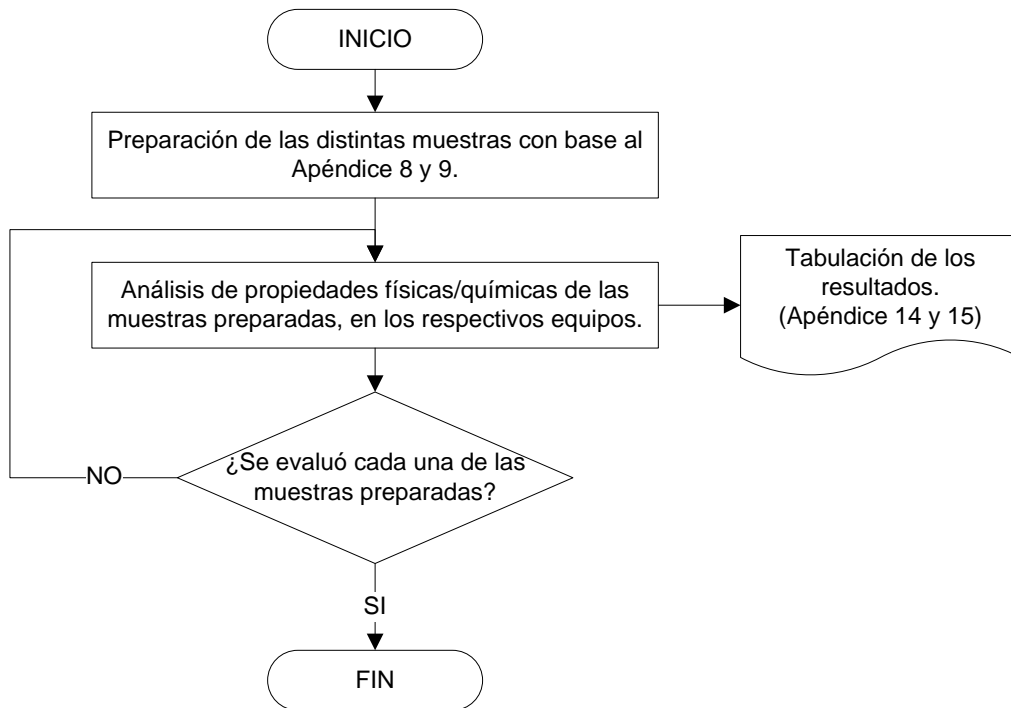 INICIO
Preparación de las distintas muestras con base al
Apéndice 8 y 9.
Análisis de propiedades físicas/químicas de las
muestras preparadas, en los respectivos equipos.
Tabulación de los
resultados.
(Apéndice 14 y 15)
¿Se evaluó cada una de las
muestras preparadas?
NO
SI
FIN